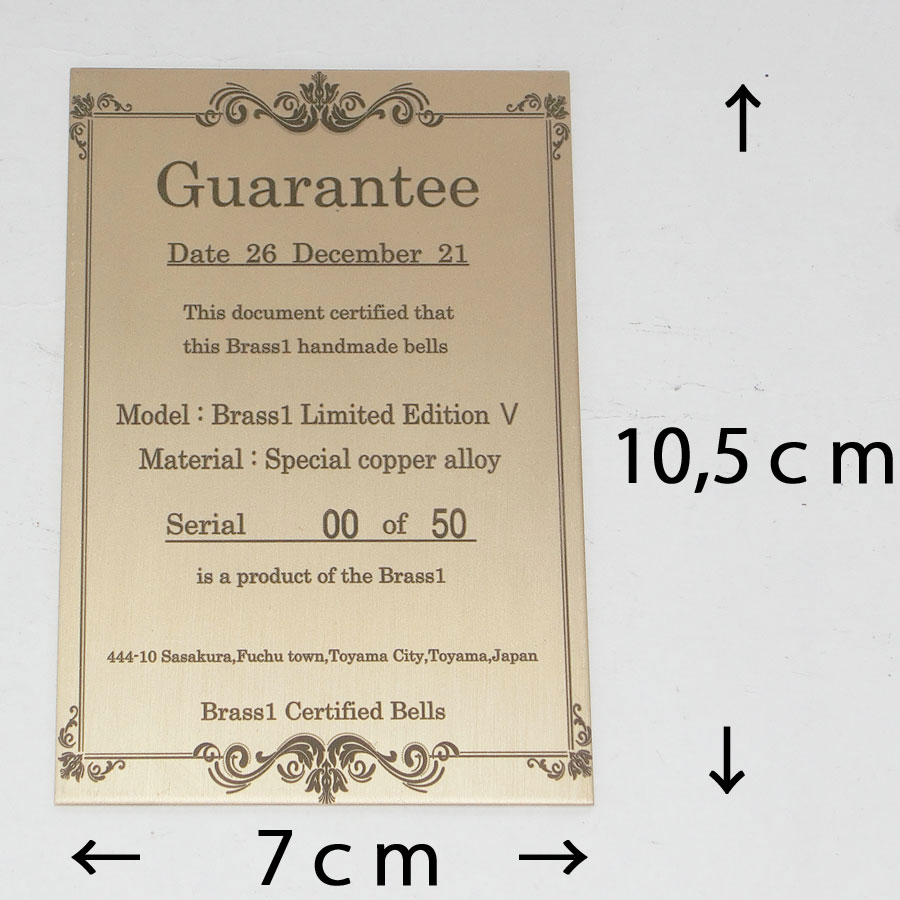 Guarantee
Date 26 December 21
This document certified that
this Brass1 handmade bells
Model : Brass1 Limited Edition V
Material : Special copper alloy
Serial 00 of 50
is a product of the Brass1
444-10 Sasakura,Fuchu town,Toyama City,Toyama,Japan
Brass1 Certified Bells
↑
10,5cm
↓
← 7cm →